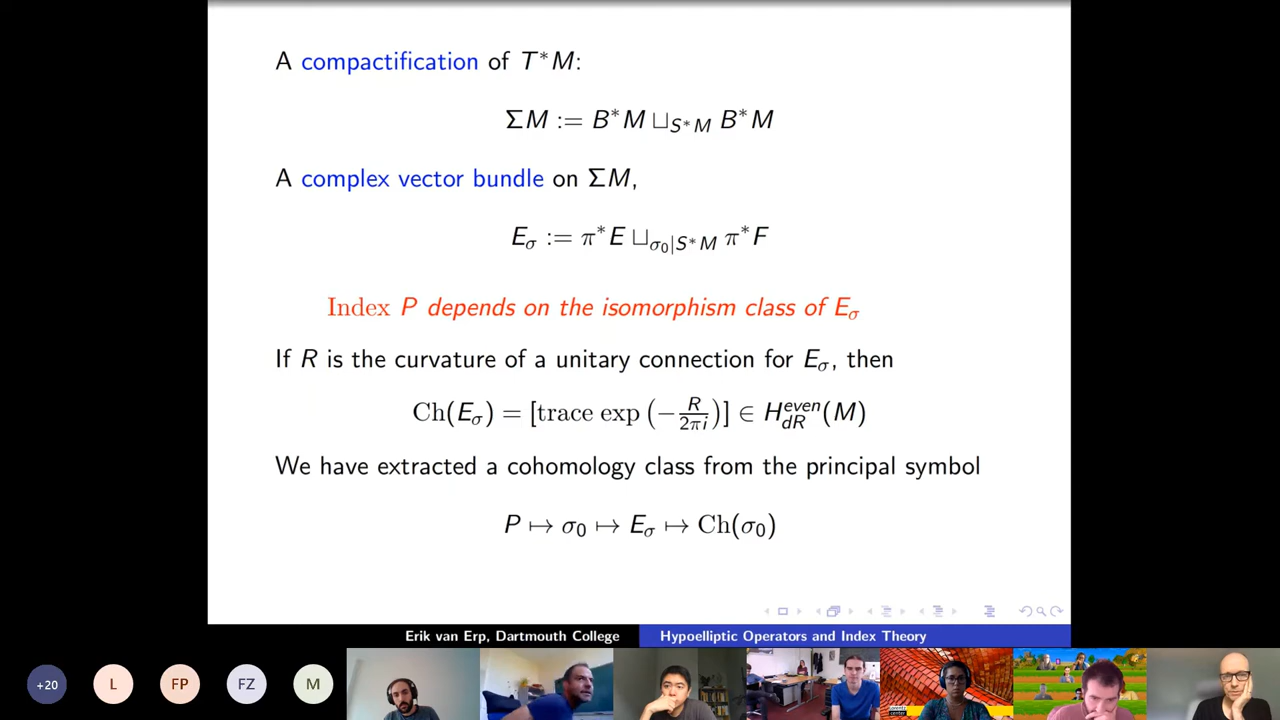 A compactification of T*M:
ΣM := B*M ⊔_{S*M} B*M
A complex vector bundle on ΣM,
E_σ := π*E ⊔_{σ₀|S*M} π*F
Index P depends on the isomorphism class of E_σ
If R is the curvature of a unitary connection for E_σ, then
Ch(E_σ) = [trace exp (−R/2πi)] ∈ H^{even}_{dR}(M)
We have extracted a cohomology class from the principal symbol
P ↦ σ₀ ↦ E_σ ↦ Ch(σ₀)
Erik van Erp, Dartmouth College Hypoelliptic Operators and Index Theory
+20 L FP FZ M